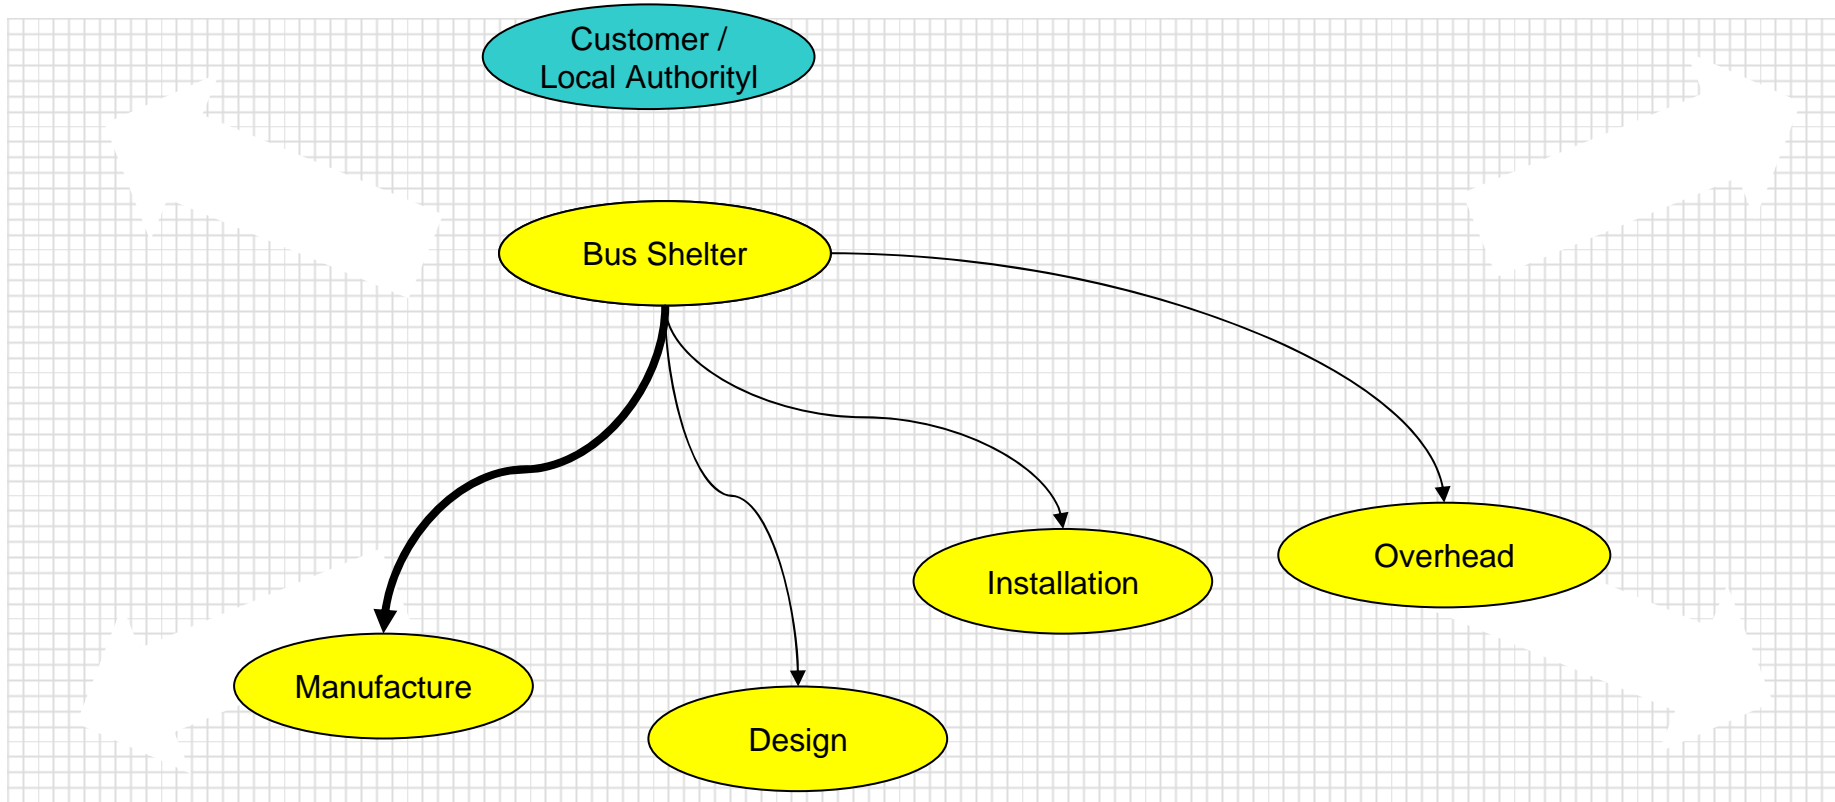 Customer /
Local Authorityl
Bus Shelter
Overhead
Installation
Manufacture
Design